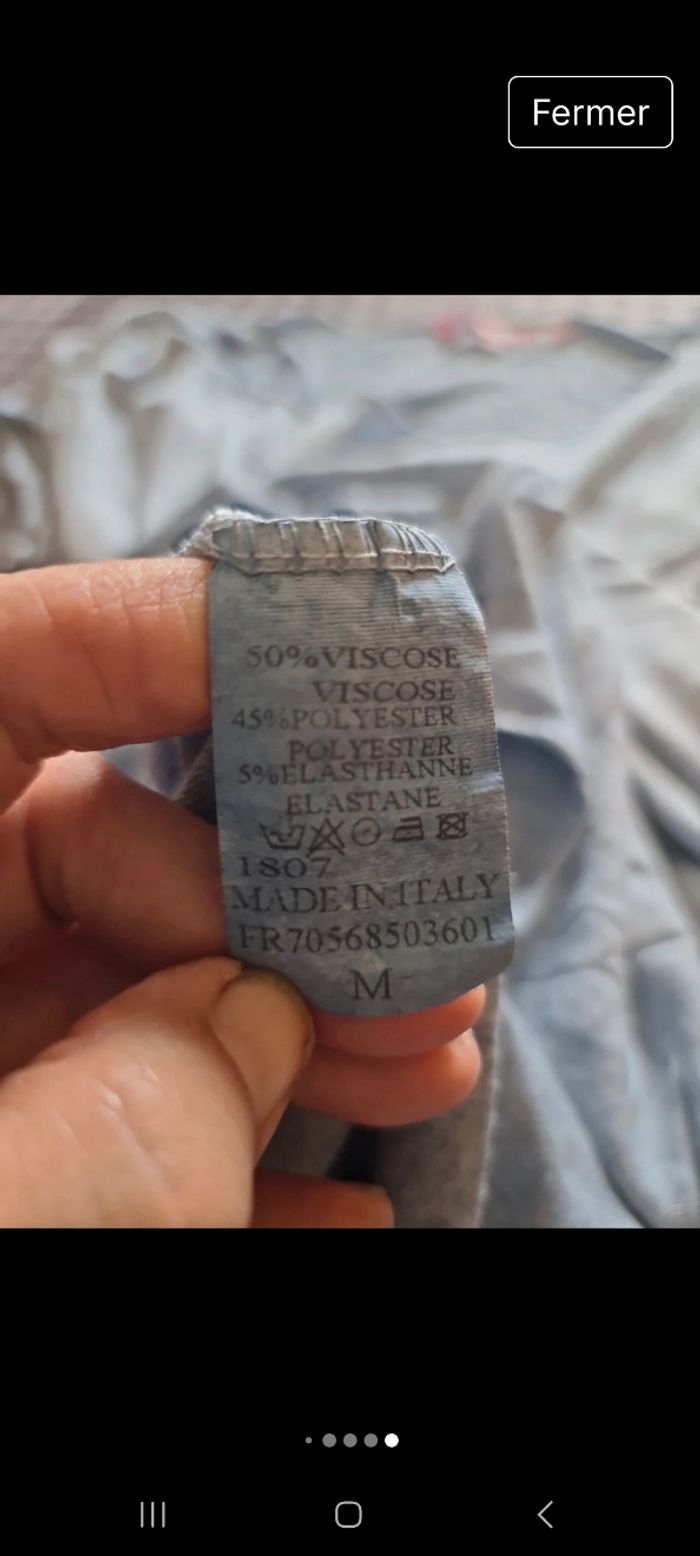 Fermer
50%VISCOSE
VISCOSE
45%POLYESTER
POLYESTER
5%ELASTHANNE
ELASTANE
1807
MADE IN ITALY
FR70568503601
M